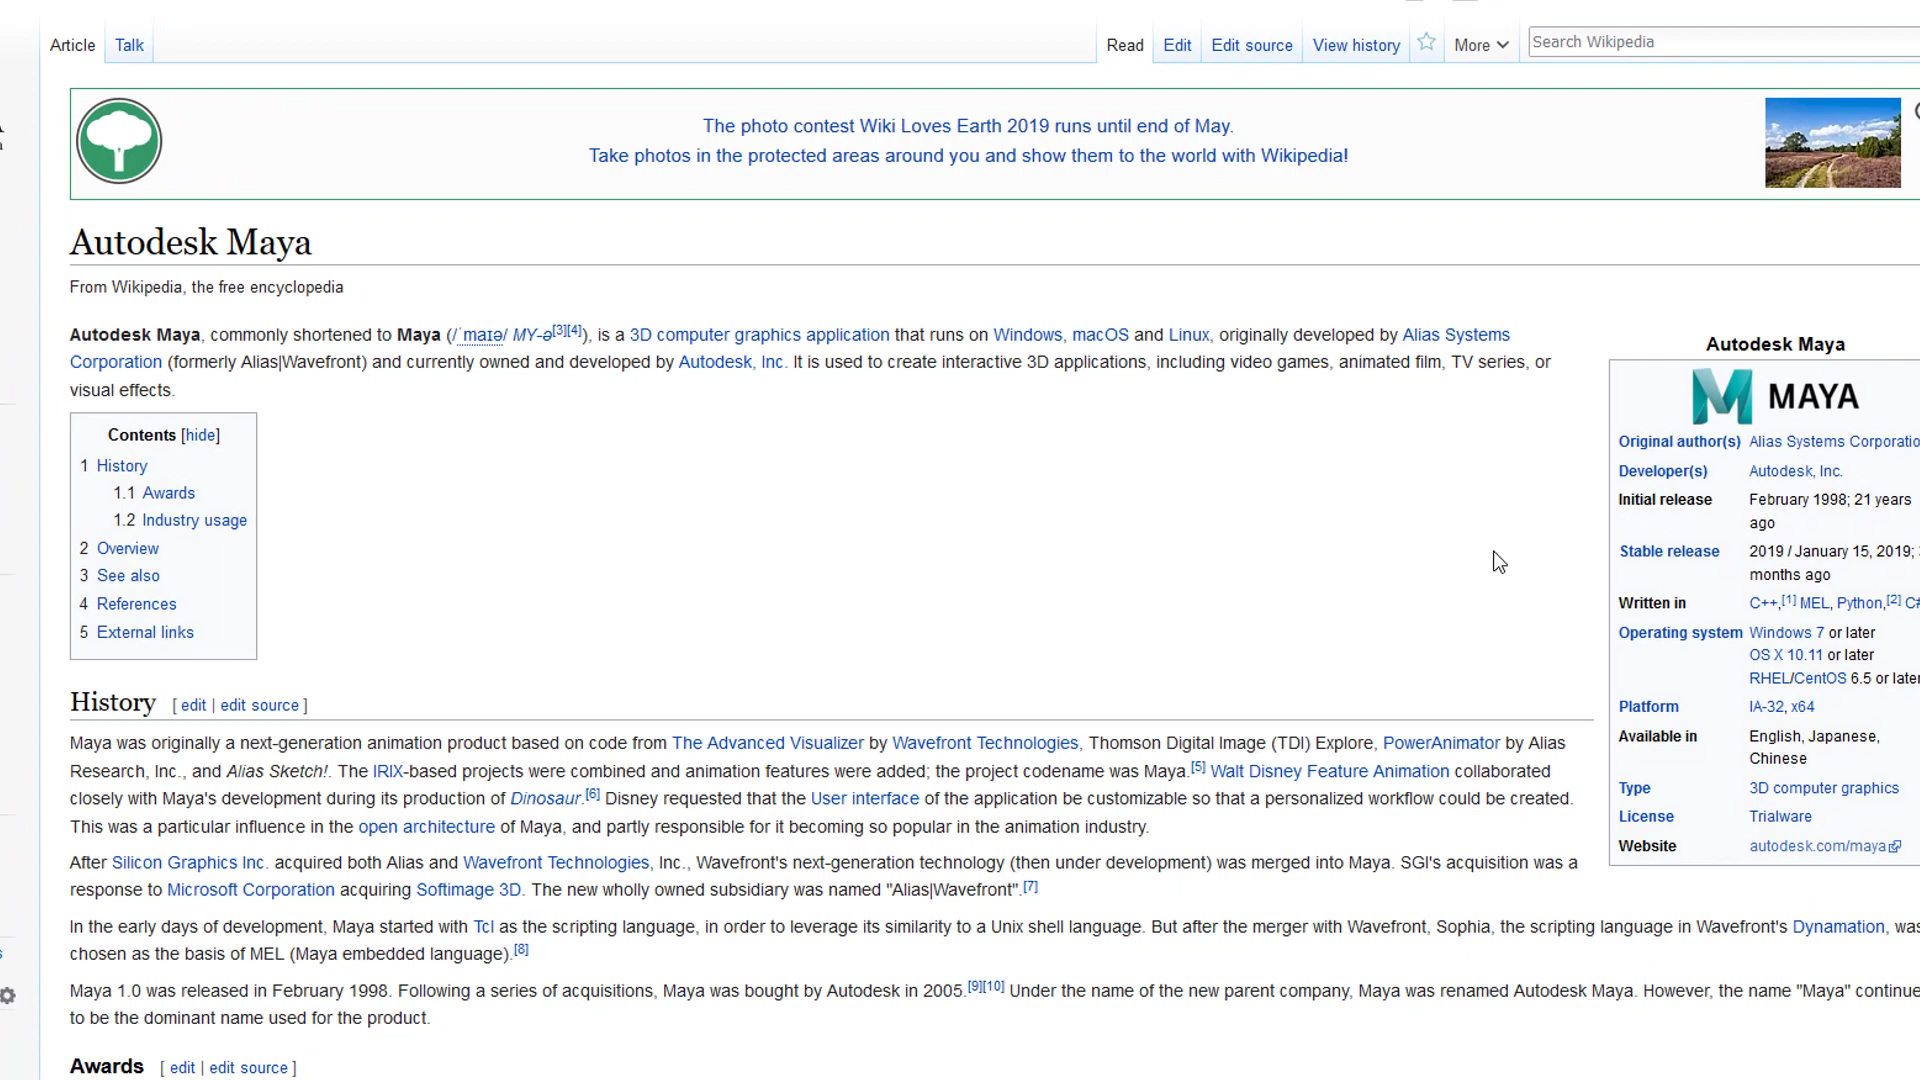 Article Talk Read Edit Edit source View history More Search Wikipedia
The photo contest Wiki Loves Earth 2019 runs until end of May.
Take photos in the protected areas around you and show them to the world with Wikipedia!
Autodesk Maya
From Wikipedia, the free encyclopedia
Autodesk Maya, commonly shortened to Maya (/ˈmaɪə/ MY-ə[3][4]), is a 3D computer graphics application that runs on Windows, macOS and Linux, originally developed by Alias Systems
Corporation (formerly Alias|Wavefront) and currently owned and developed by Autodesk, Inc. It is used to create interactive 3D applications, including video games, animated film, TV series, or
visual effects.
Contents [hide]
1 History
1.1 Awards
1.2 Industry usage
2 Overview
3 See also
4 References
5 External links
Autodesk Maya
MAYA
Original author(s) Alias Systems Corporatio
Developer(s) Autodesk, Inc.
Initial release February 1998; 21 years
ago
Stable release 2019 / January 15, 2019;
months ago
Written in C++,[1] MEL, Python,[2] C#
Operating system Windows 7 or later
OS X 10.11 or later
RHEL/CentOS 6.5 or later
Platform IA-32, x64
Available in English, Japanese,
Chinese
Type 3D computer graphics
License Trialware
Website autodesk.com/maya
History [ edit | edit source ]
Maya was originally a next-generation animation product based on code from The Advanced Visualizer by Wavefront Technologies, Thomson Digital Image (TDI) Explore, PowerAnimator by Alias
Research, Inc., and Alias Sketch!. The IRIX-based projects were combined and animation features were added; the project codename was Maya.[5] Walt Disney Feature Animation collaborated
closely with Maya's development during its production of Dinosaur.[6] Disney requested that the User interface of the application be customizable so that a personalized workflow could be created.
This was a particular influence in the open architecture of Maya, and partly responsible for it becoming so popular in the animation industry.
After Silicon Graphics Inc. acquired both Alias and Wavefront Technologies, Inc., Wavefront's next-generation technology (then under development) was merged into Maya. SGI's acquisition was a
response to Microsoft Corporation acquiring Softimage 3D. The new wholly owned subsidiary was named "Alias|Wavefront".[7]
In the early days of development, Maya started with Tcl as the scripting language, in order to leverage its similarity to a Unix shell language. But after the merger with Wavefront, Sophia, the scripting language in Wavefront's Dynamation, was
chosen as the basis of MEL (Maya embedded language).[8]
Maya 1.0 was released in February 1998. Following a series of acquisitions, Maya was bought by Autodesk in 2005.[9][10] Under the name of the new parent company, Maya was renamed Autodesk Maya. However, the name "Maya" continue
to be the dominant name used for the product.
Awards [ edit | edit source ]